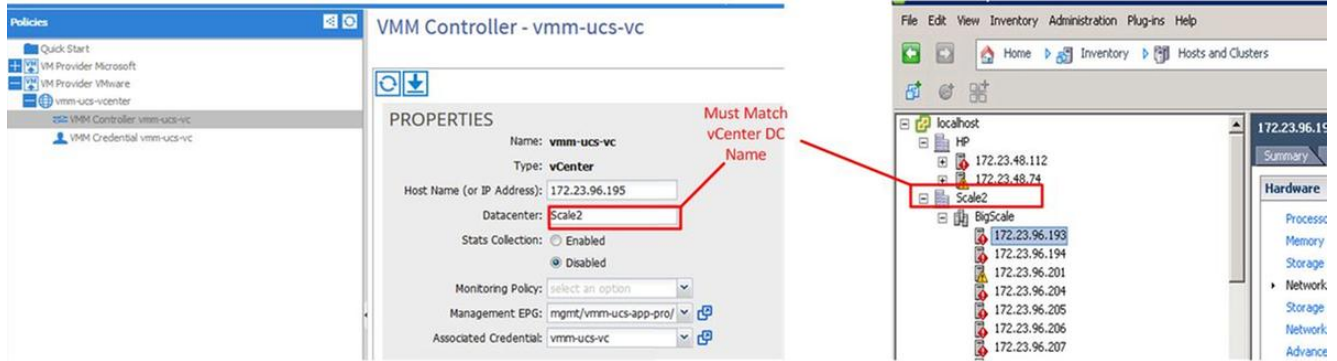 Policies
Quick Start
VM Provider Microsoft
VM Provider VMware
vmm-ucs-vcenter
VMM Controller vmm-ucs-vc
VMM Credential vmm-ucs-vc
VMM Controller - vmm-ucs-vc
PROPERTIES
Name: vmm-ucs-vc
Type: vCenter
Host Name (or IP Address): 172.23.96.195
Datacenter: Scale2
Stats Collection: Enabled
Disabled
Monitoring Policy: select an option
Management EPG: mgmt/vmm-ucs-app-pro/
Associated Credential: vmm-ucs-vc
Must Match
vCenter DC
Name
File Edit View Inventory Administration Plug-ins Help
Home Inventory Hosts and Clusters
localhost
HP
172.23.48.112
172.23.48.74
Scale2
BigScale
172.23.96.193
172.23.96.194
172.23.96.201
172.23.96.204
172.23.96.205
172.23.96.206
172.23.96.207
172.23.96.19
Summary
Hardware
Processo
Memory
Storage
Network
Storage
Network
Advance